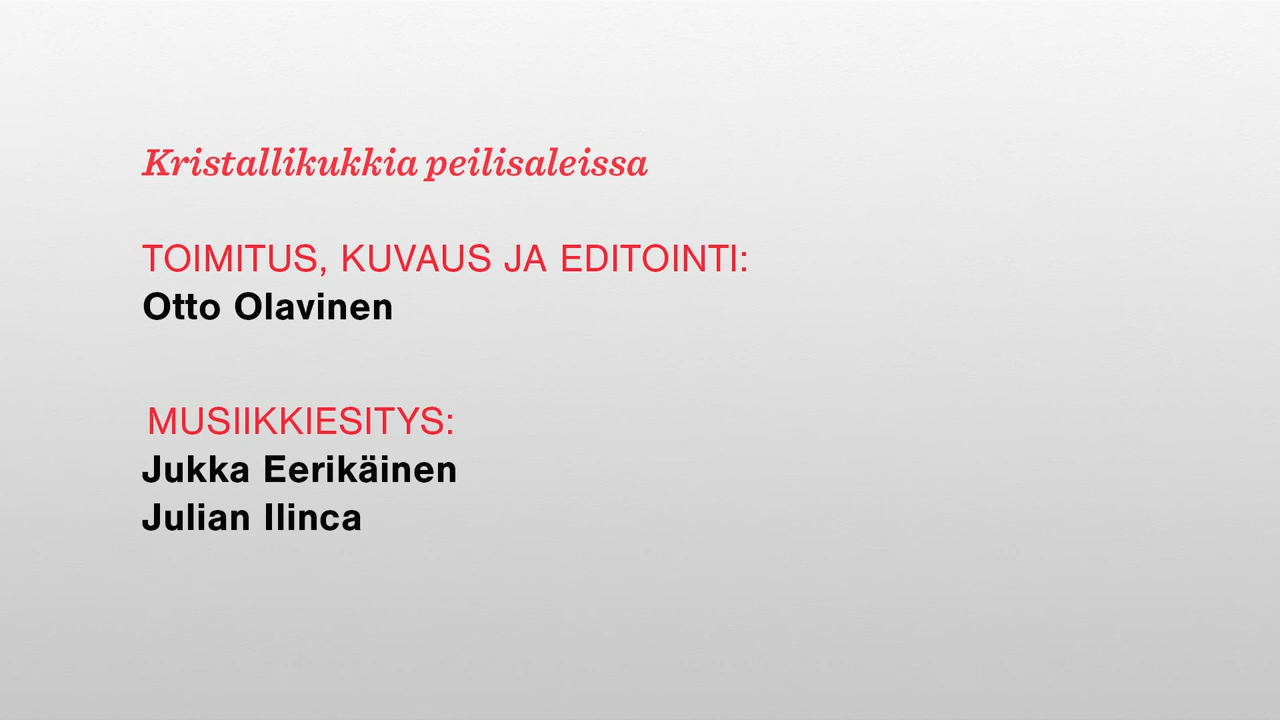 Kristallikukkia peilisaleissa
TOIMITUS, KUVAUS JA EDITOINTI:
Otto Olavinen
MUSIIKKIESITYS:
Jukka Eerikäinen
Julian Ilinca